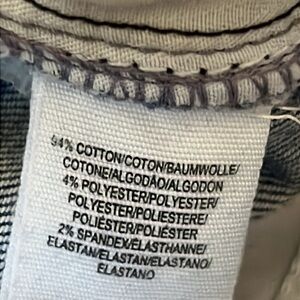 94% COTTON/COTON/BAUMWOLLE/
COTONE/ALGODÃO/ALGODON
4% POLYESTER/POLYESTER/
POLYESTER/POLIESTERE/
POLIÉSTER/POLIÉSTER
2% SPANDEX/ÉLASTHANNE/
ELASTAN/ELASTAN/ELASTANO/
ELASTANO